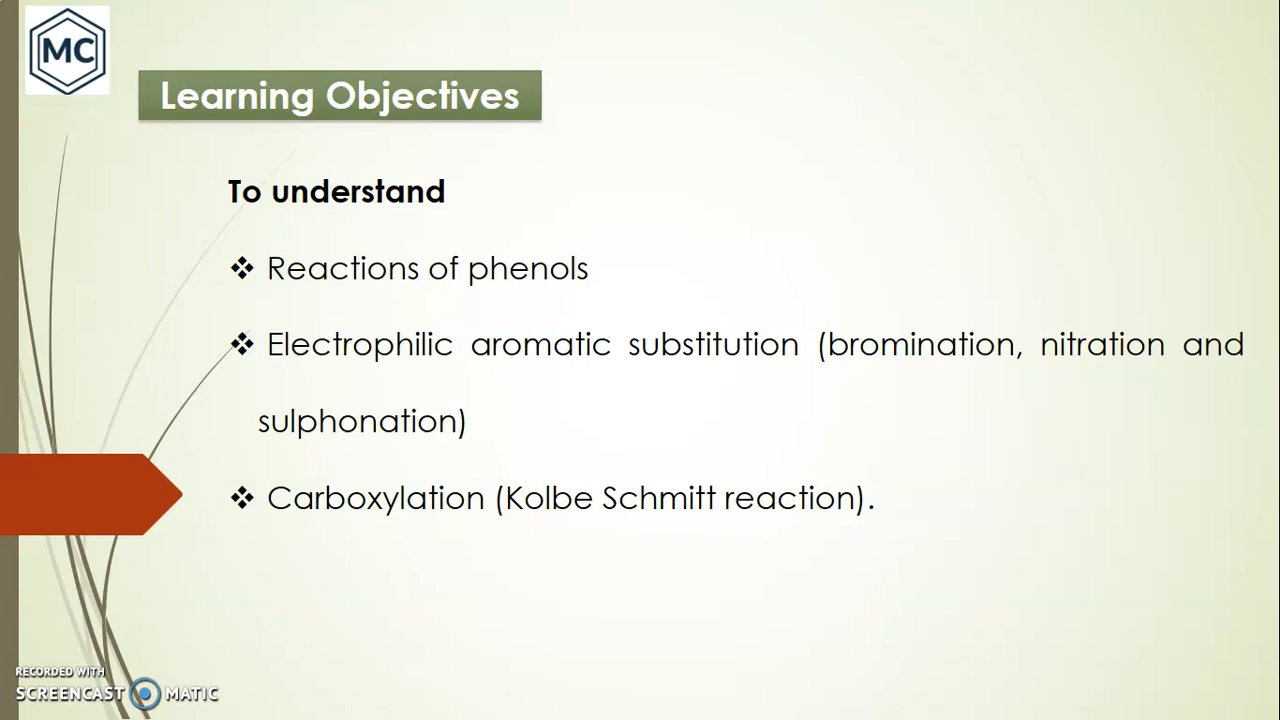 MC
Learning Objectives
To understand
❖ Reactions of phenols
❖ Electrophilic aromatic substitution (bromination, nitration and
sulphonation)
❖ Carboxylation (Kolbe Schmitt reaction).
RECORDED WITH
SCREENCAST MATIC